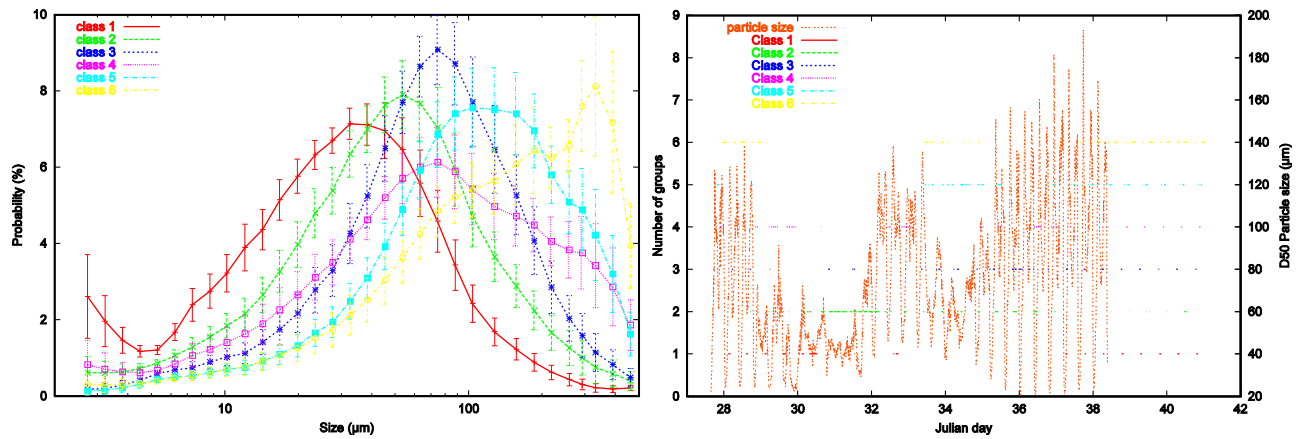 class 1
class 2
class 3
class 4
class 5
class 6
10
8
6
4
2
0
Probability (%)
10
100
Size (µm)
particle size
Class 1
Class 2
Class 3
Class 4
Class 5
Class 6
9
8
7
6
5
4
3
2
1
0
Number of groups
200
180
160
140
120
100
80
60
40
20
D50 Particle size (µm)
28
30
32
34
36
38
40
42
Julian day